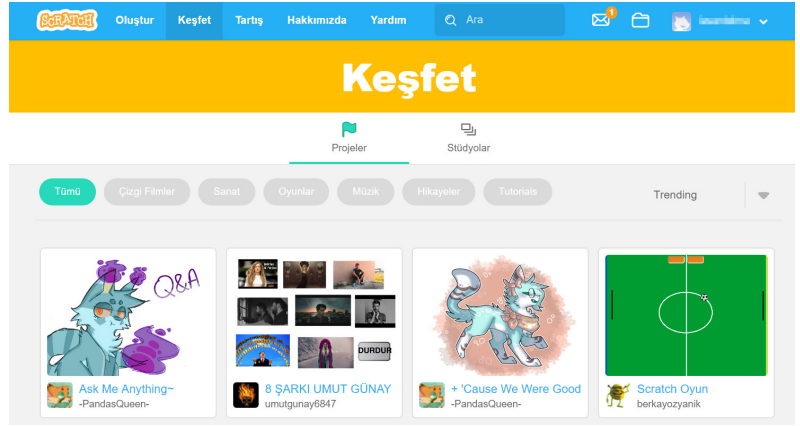 SCRATCH Oluştur Keşfet Tartış Hakkımızda Yardım Ara 1
Keşfet
Projeler Stüdyolar
Tümü Çizgi Filmler Sanat Oyunlar Müzik Hikayeler Tutorials Trending
Q&A
DURDUR
Ask Me Anything~ 8 ŞARKI UMUT GÜNAY + 'Cause We Were Good Scratch Oyun
-PandasQueen- umutgunay6847 -PandasQueen- berkayozyanik